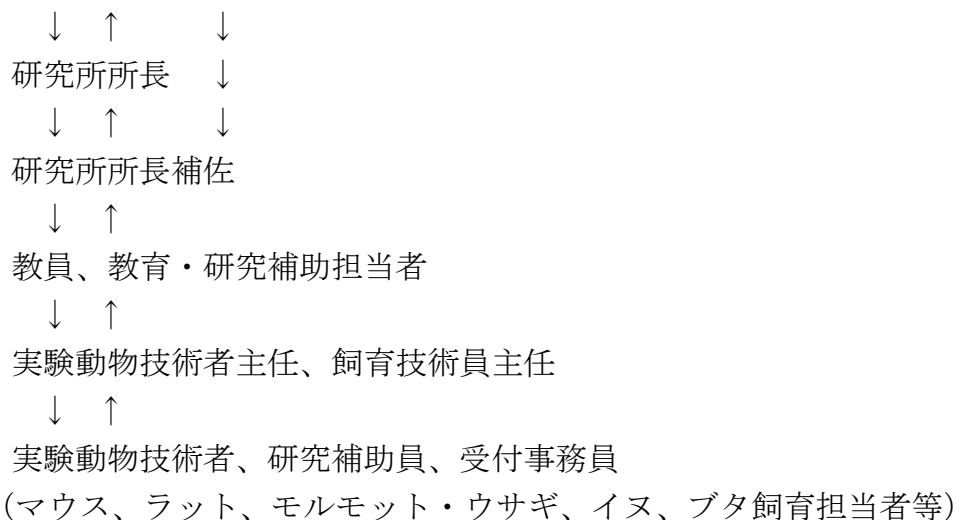 ↓ ↑ ↓
研究所所長 ↓
↓ ↑ ↓
研究所所長補佐
↓ ↑
教員、教育・研究補助担当者
↓ ↑
実験動物技術者主任、飼育技術員主任
↓ ↑
実験動物技術者、研究補助員、受付事務員
(マウス、ラット、モルモット・ウサギ、イヌ、ブタ飼育担当者等)